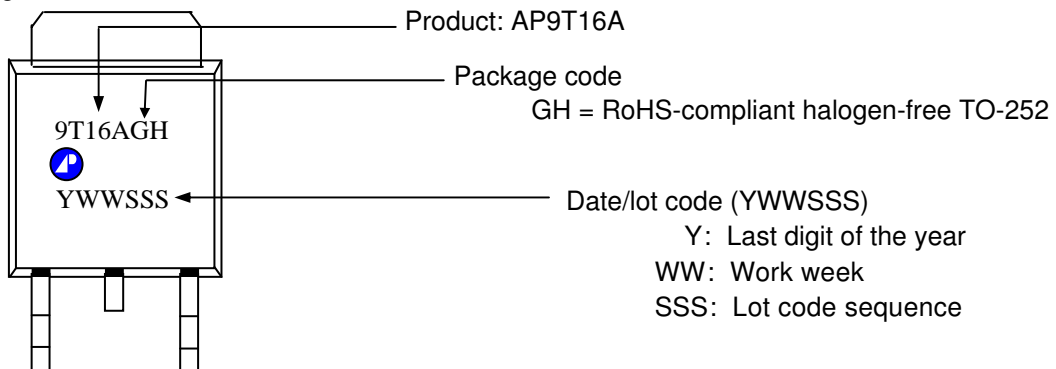 Product: AP9T16A
Package code
GH = RoHS-compliant halogen-free TO-252
9T16AGH
YWWSSS
Date/lot code (YWWSSS)
Y: Last digit of the year
WW: Work week
SSS: Lot code sequence